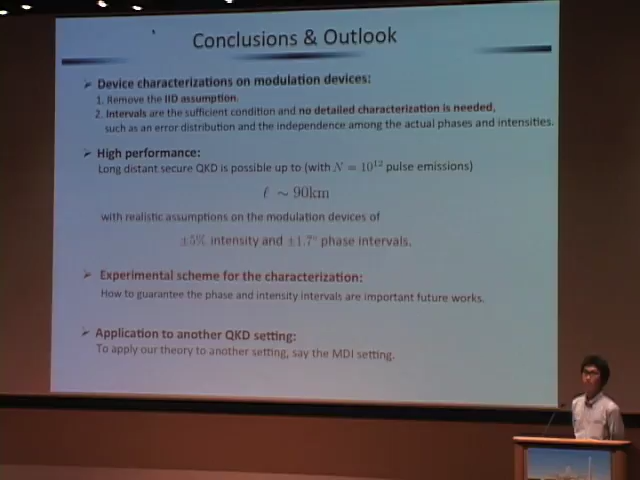 Conclusions & Outlook
Device characterizations on modulation devices:
1. Remove the IID assumption.
2. Intervals are the sufficient condition and no detailed characterization is needed,
such as an error distribution and the independence among the actual phases and intensities.
High performance:
Long distant secure QKD is possible up to (with N = 10¹² pulse emissions)
ℓ ~ 90km
with realistic assumptions on the modulation devices of
±5% intensity and ±1.7° phase intervals.
Experimental scheme for the characterization:
How to guarantee the phase and intensity intervals are important future works.
Application to another QKD setting:
To apply our theory to another setting, say the MDI setting.